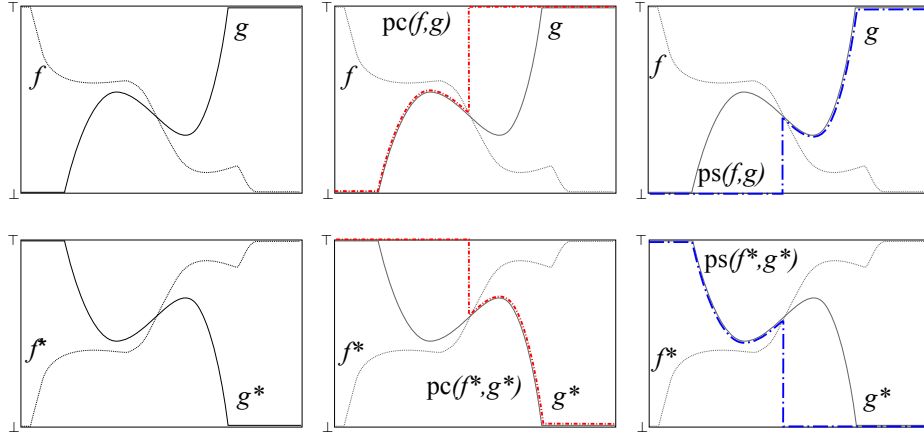 ⊤ g ⊤ pc(f,g) g ⊤ g
f f f
ps(f,g)
⊥ ⊥ ⊥
⊤ ⊤ ⊤
ps(f*,g*)
f* f* f*
pc(f*,g*)
g* g* g*
⊥ ⊥ ⊥